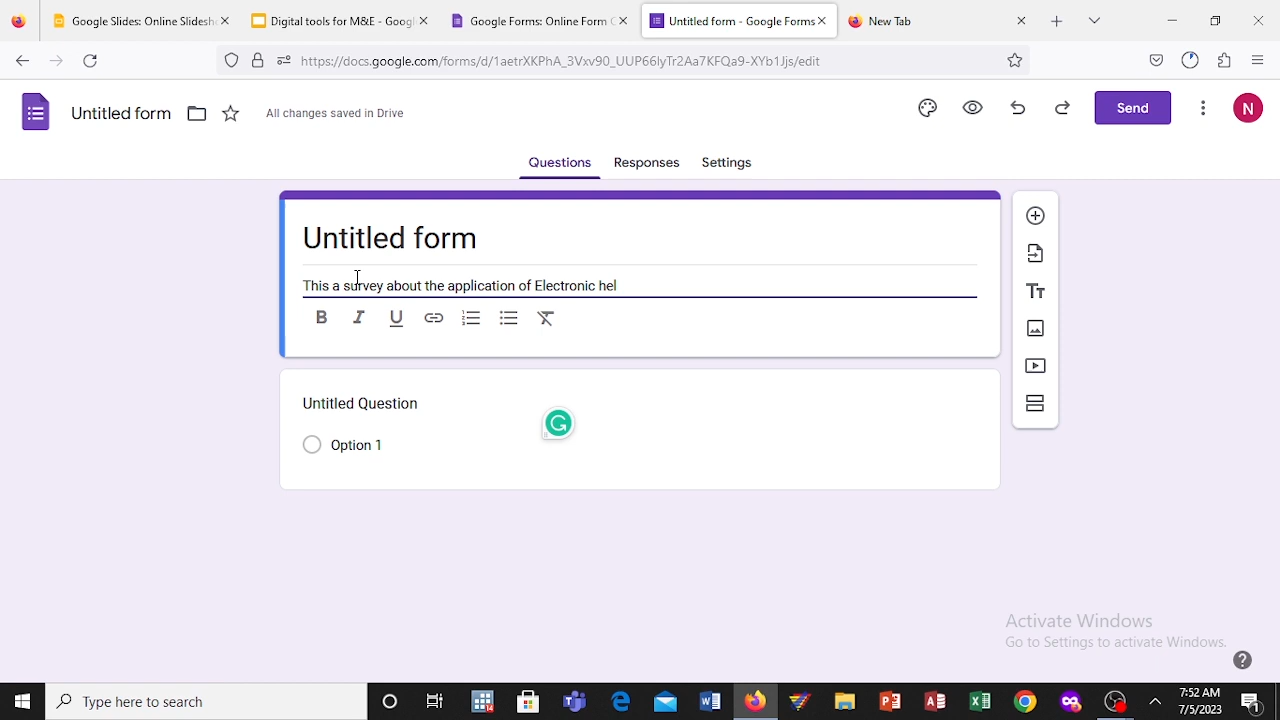 Google Slides: Online Slidesh
Digital tools for M&E - Googl
Google Forms: Online Form C
Untitled form - Google Forms
New Tab
https://docs.google.com/forms/d/1aetrXKPhA_3Vxv90_UUP66IyTr2Aa7KFQa9-XYb1Jjs/edit
Untitled form
All changes saved in Drive
Send
N
Questions
Responses
Settings
Untitled form
This a survey about the application of Electronic hel
B I U
Untitled Question
Option 1
Tt
Activate Windows
Go to Settings to activate Windows.
Type here to search
7:52 AM
7/5/2023